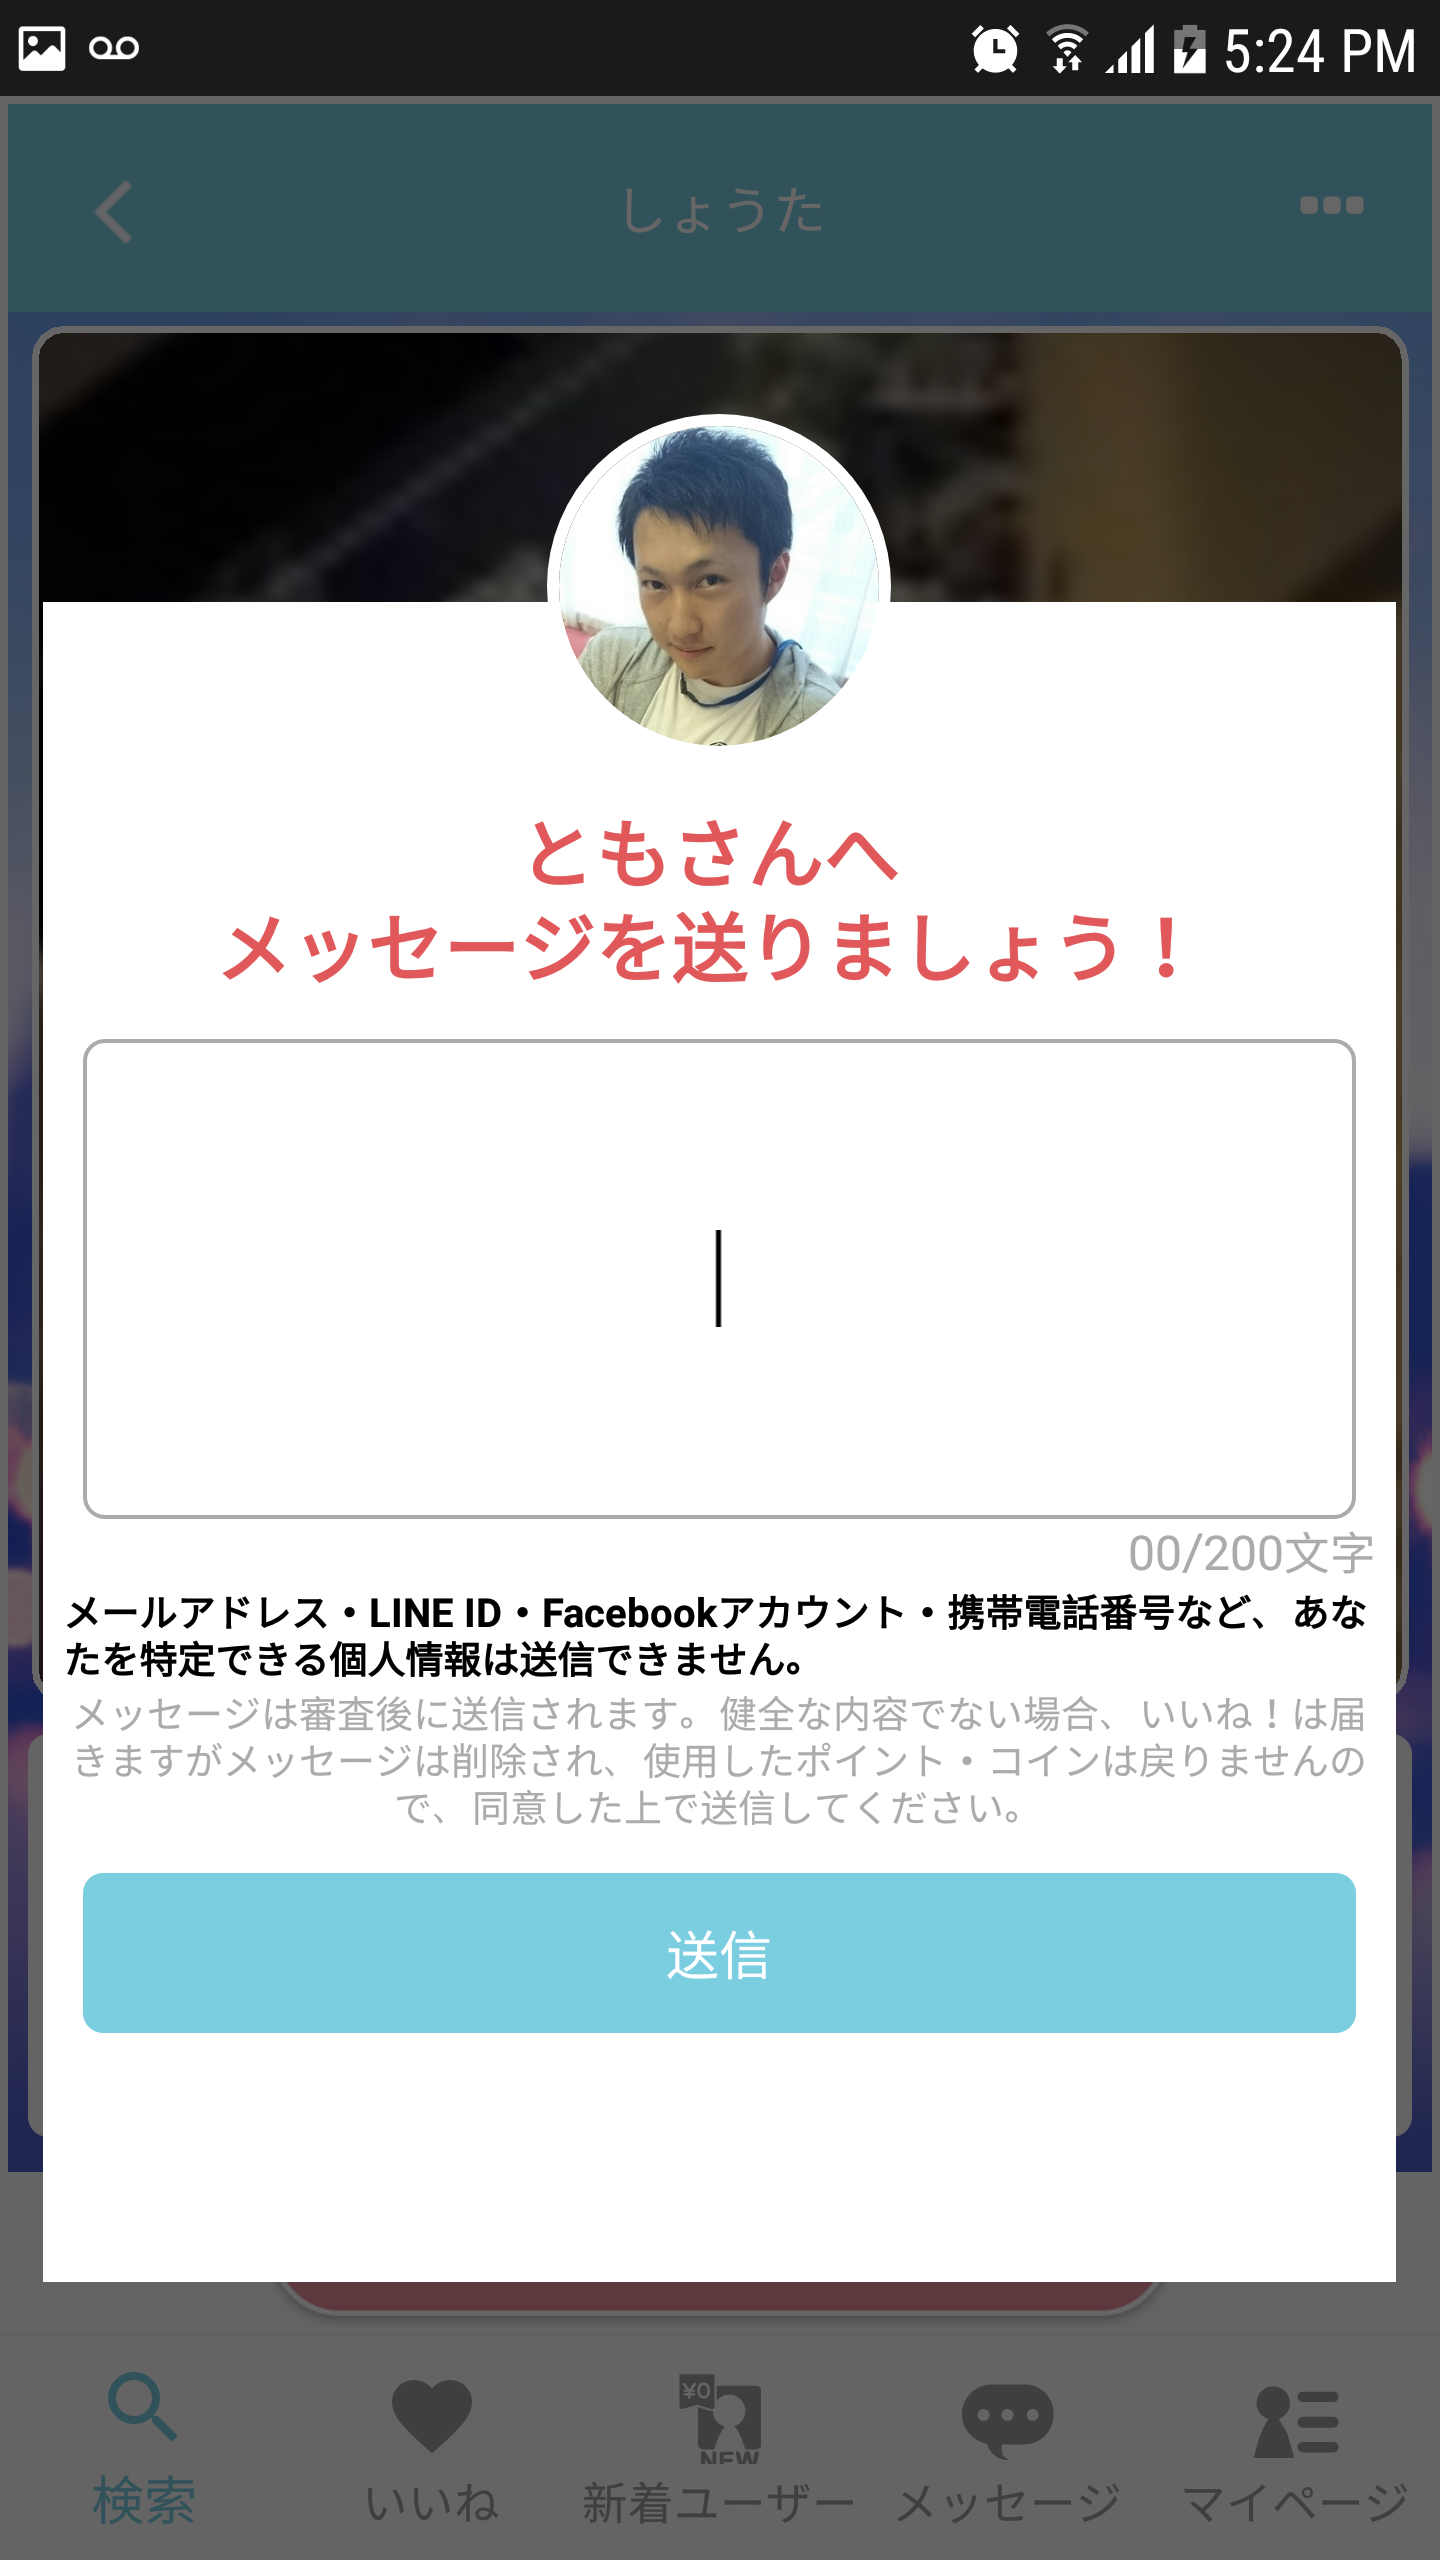 5:24 PM
しょうた
ともさんへ
メッセージを送りましょう！
00/200文字
メールアドレス・LINE ID・Facebookアカウント・携帯電話番号など、あな
たを特定できる個人情報は送信できません。
メッセージは審査後に送信されます。健全な内容でない場合、いいね！は届
きますがメッセージは削除され、使用したポイント・コインは戻りませんの
で、同意した上で送信してください。
送信
¥0
NEW
検索
いいね
新着ユーザー
メッセージ
マイページ